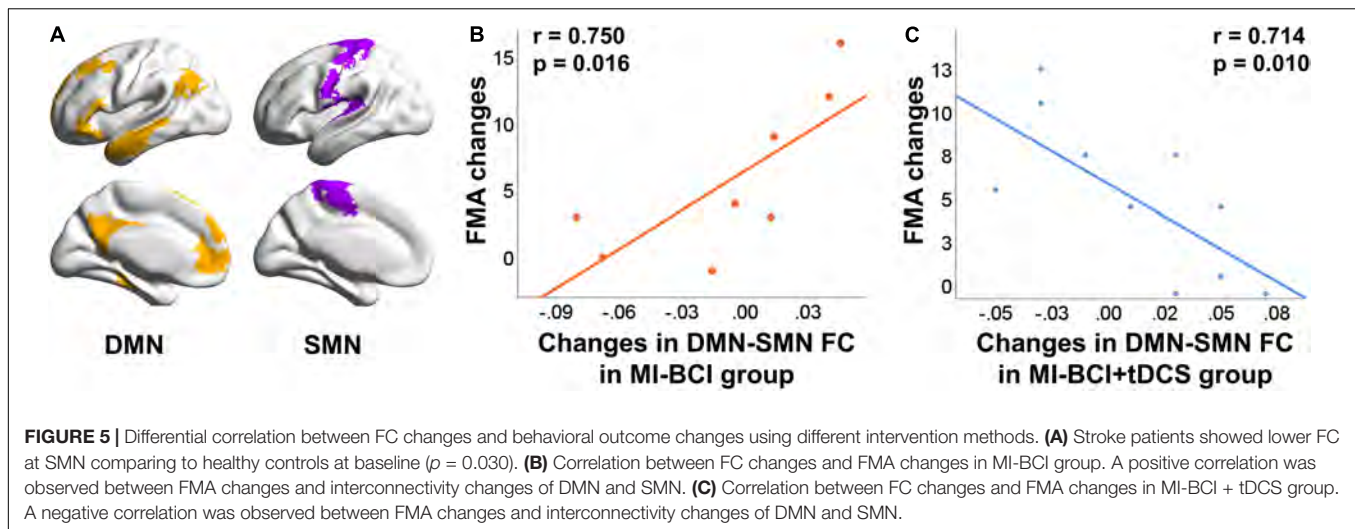 A
DMN
SMN
B
r = 0.750
p = 0.016
FMA changes
15
10
5
0
-.09 -.06 -.03 .00 .03
Changes in DMN-SMN FC
in MI-BCI group
C
r = 0.714
p = 0.010
FMA changes
13
10
8
5
3
0
-.05 -.03 .00 .02 .05 .08
Changes in DMN-SMN FC
in MI-BCI+tDCS group
FIGURE 5 | Differential correlation between FC changes and behavioral outcome changes using different intervention methods. (A) Stroke patients showed lower FC
at SMN comparing to healthy controls at baseline (p = 0.030). (B) Correlation between FC changes and FMA changes in MI-BCI group. A positive correlation was
observed between FMA changes and interconnectivity changes of DMN and SMN. (C) Correlation between FC changes and FMA changes in MI-BCI + tDCS group.
A negative correlation was observed between FMA changes and interconnectivity changes of DMN and SMN.